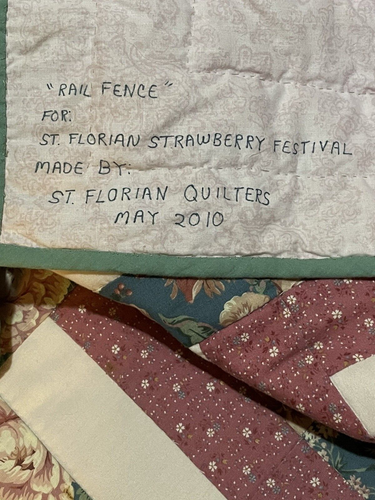 "RAIL FENCE"
FOR:
ST. FLORIAN STRAWBERRY FESTIVAL
MADE BY:
ST. FLORIAN QUILTERS
MAY 2010